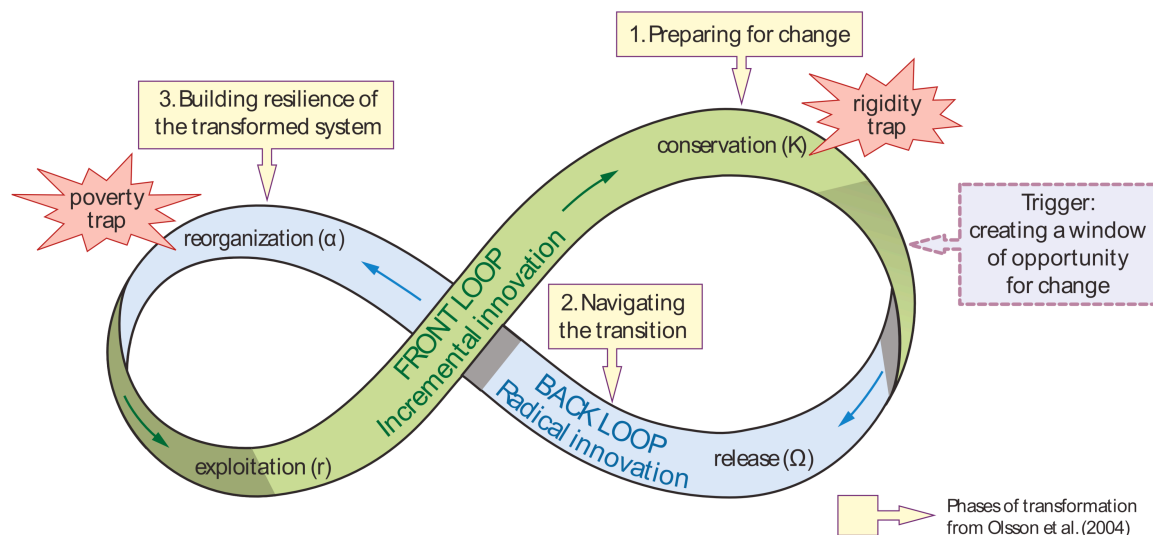 1. Preparing for change
3. Building resilience of
the transformed system
rigidity
trap
conservation (K)
poverty
trap
Trigger:
creating a window
of opportunity
for change
reorganization (α)
FRONT LOOP
Incremental innovation
2. Navigating
the transition
BACK LOOP
Radical innovation
exploitation (r)
release (Ω)
Phases of transformation
from Olsson et al. (2004)